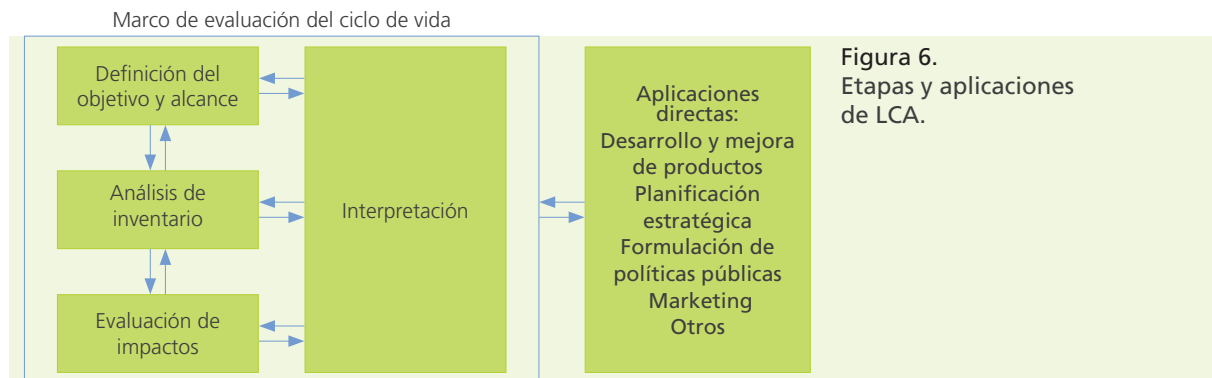 Marco de evaluación del ciclo de vida
Definición del
objetivo y alcance
Análisis de
inventario
Evaluación de
impactos
Interpretación
Aplicaciones
directas:
Desarrollo y mejora
de productos
Planificación
estratégica
Formulación de
políticas públicas
Marketing
Otros
Figura 6.
Etapas y aplicaciones
de LCA.